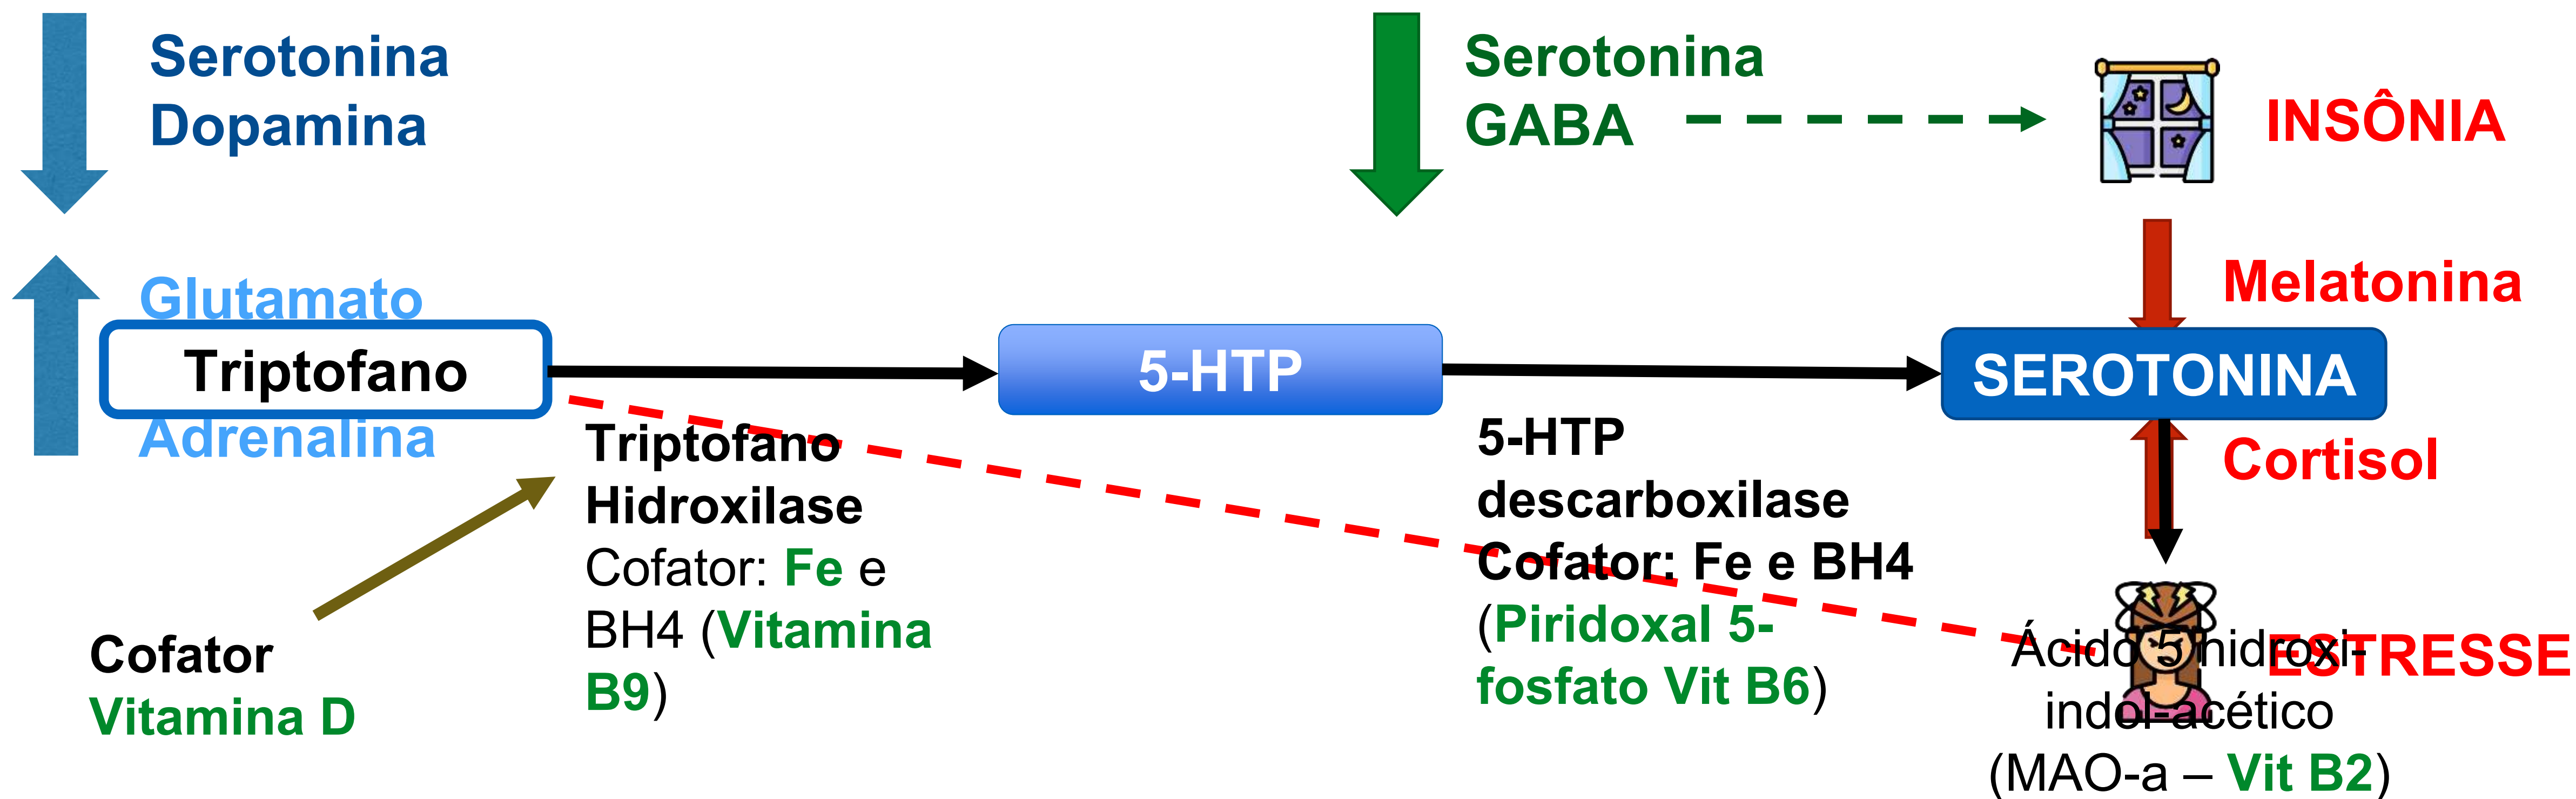 Serotonina
Dopamina
Serotonina
GABA
INSÔNIA
Glutamato
Melatonina
Triptofano
5-HTP
SEROTONINA
Adrenalina
Cortisol
Triptofano
Hidroxilase
Cofator: Fe e
BH4 (Vitamina
B9)
5-HTP
descarboxilase
Cofator: Fe e BH4
(Piridoxal 5-
fosfato Vit B6)
Cofator
Vitamina D
ESTRESSE
Ácido 5 hidroxi-
indol-acético
(MAO-a – Vit B2)